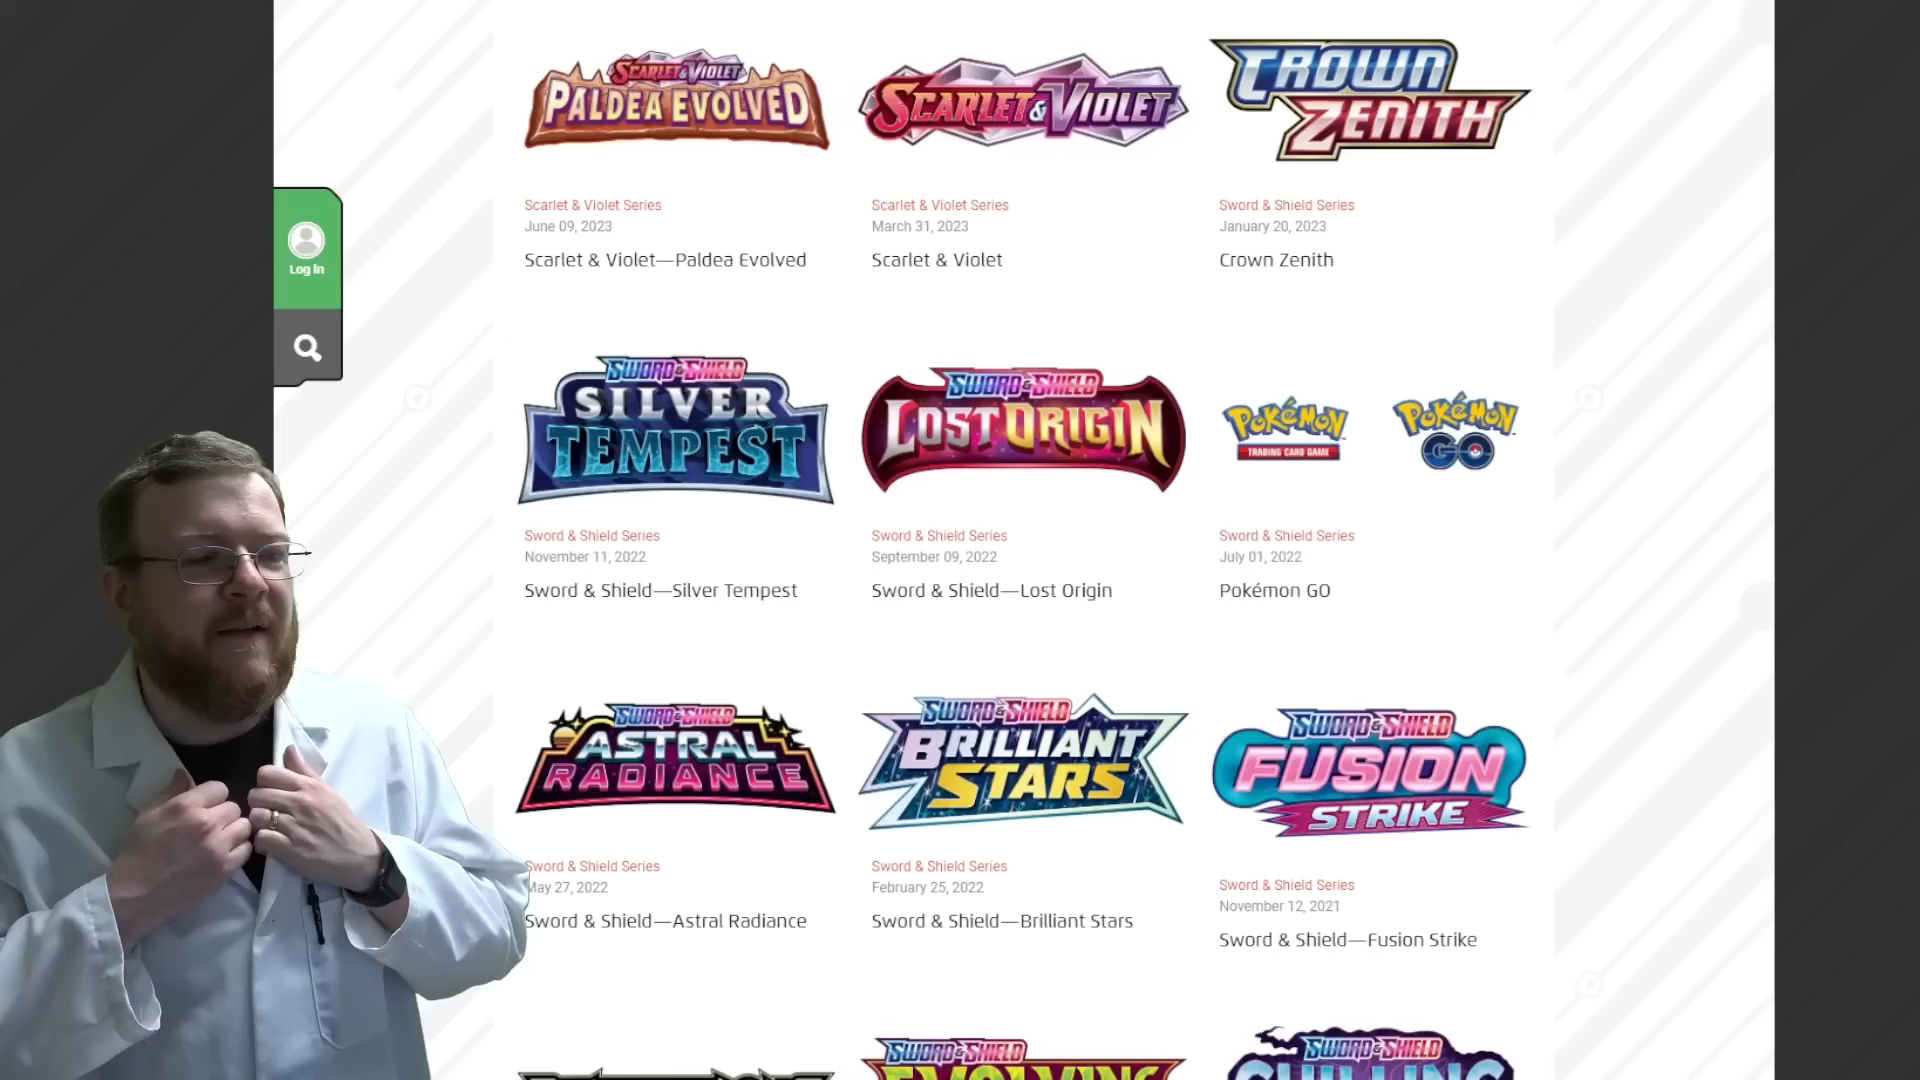 SCARLET & VIOLET
PALDEA EVOLVED
SCARLET & VIOLET
CROWN
ZENITH
Scarlet & Violet Series
June 09, 2023
Scarlet & Violet—Paldea Evolved
Scarlet & Violet Series
March 31, 2023
Scarlet & Violet
Sword & Shield Series
January 20, 2023
Crown Zenith
Log in
SWORD & SHIELD
SILVER
TEMPEST
SWORD & SHIELD
LOST ORIGIN
POKéMON
TRADING CARD GAME
POKéMON
GO
Sword & Shield Series
November 11, 2022
Sword & Shield—Silver Tempest
Sword & Shield Series
September 09, 2022
Sword & Shield—Lost Origin
Sword & Shield Series
July 01, 2022
Pokémon GO
SWORD & SHIELD
ASTRAL
RADIANCE
SWORD & SHIELD
BRILLIANT
STARS
SWORD & SHIELD
FUSION
STRIKE
Sword & Shield Series
May 27, 2022
Sword & Shield—Astral Radiance
Sword & Shield Series
February 25, 2022
Sword & Shield—Brilliant Stars
Sword & Shield Series
November 12, 2021
Sword & Shield—Fusion Strike
SWORD & SHIELD
EVOLVING
SWORD & SHIELD
CHILLING